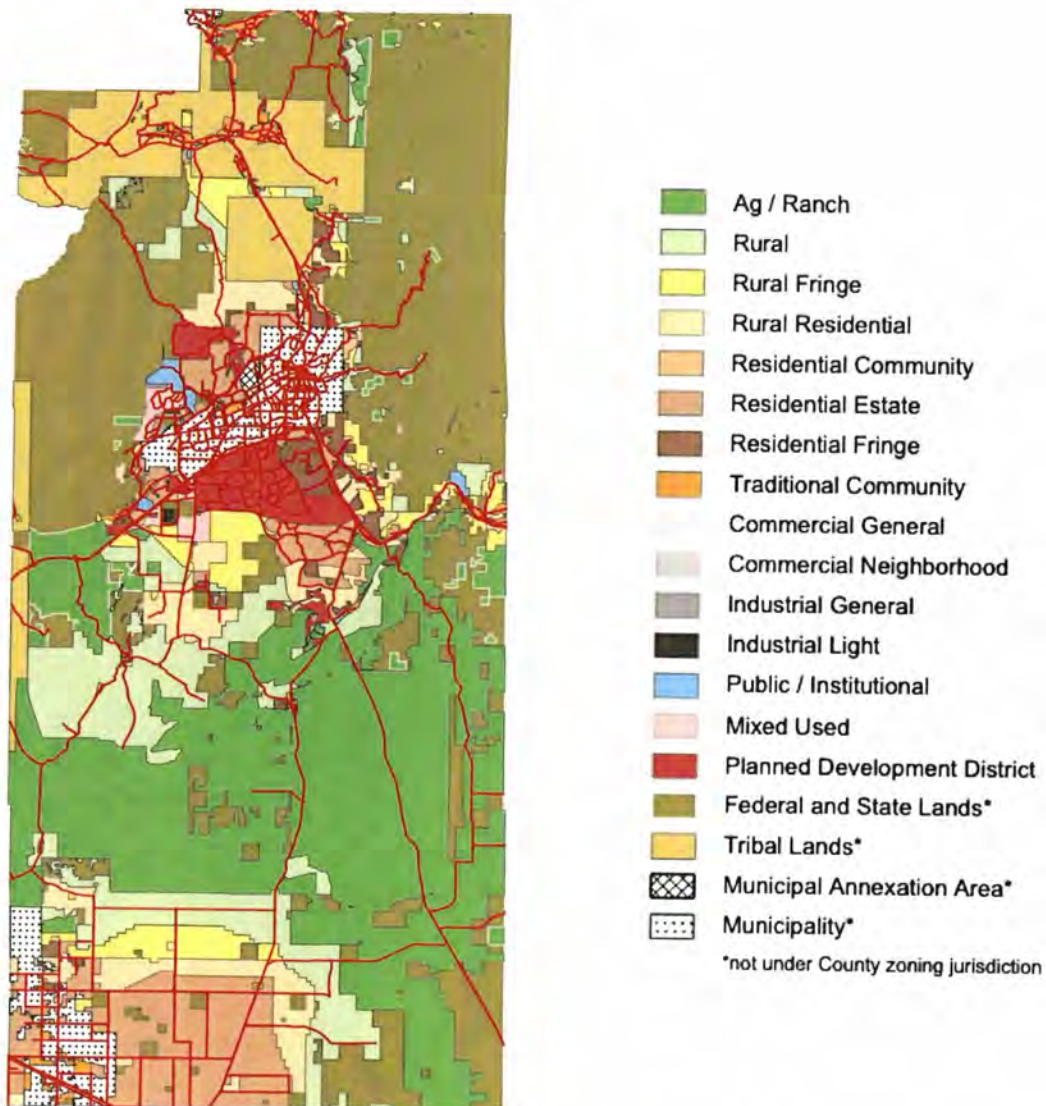 Ag / Ranch
Rural
Rural Fringe
Rural Residential
Residential Community
Residential Estate
Residential Fringe
Traditional Community
Commercial General
Commercial Neighborhood
Industrial General
Industrial Light
Public / Institutional
Mixed Used
Planned Development District
Federal and State Lands*
Tribal Lands*
Municipal Annexation Area*
Municipality*
*not under County zoning jurisdiction